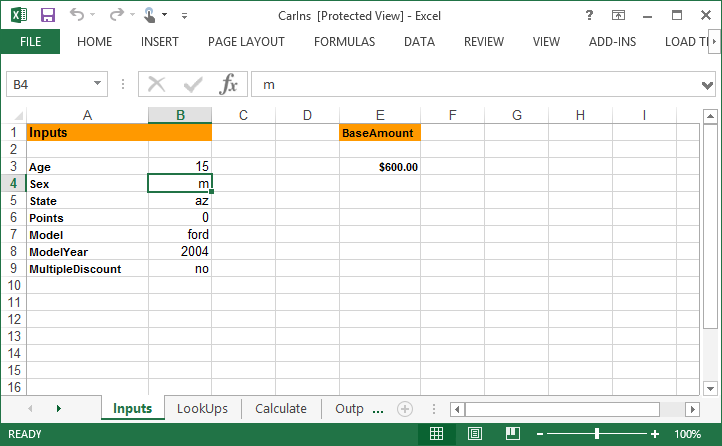 CarIns [Protected View] - Excel
?
FILE HOME INSERT PAGE LAYOUT FORMULAS DATA REVIEW VIEW ADD-INS LOAD
B4 fx m
A B C D E F G H I
1 Inputs BaseAmount
2
3 Age 15 $600.00
4 Sex m
5 State az
6 Points 0
7 Model ford
8 ModelYear 2004
9 MultipleDiscount no
10
11
12
13
14
15
16
Inputs LookUps Calculate Outp ...
READY 100%